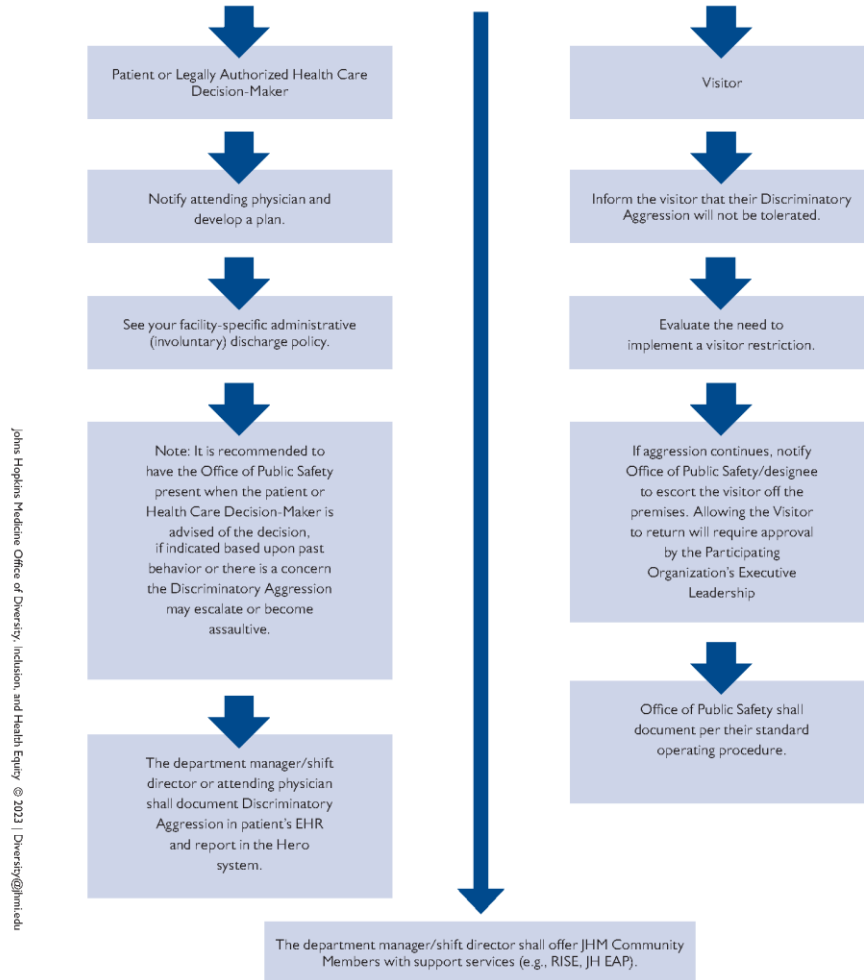 Patient or Legally Authorized Health Care
Decision-Maker
Notify attending physician and
develop a plan.
See your facility-specific administrative
(involuntary) discharge policy.
Note: It is recommended to
have the Office of Public Safety
present when the patient or
Health Care Decision-Maker is
advised of the decision,
if indicated based upon past
behavior or there is a concern
the Discriminatory Aggression
may escalate or become
assaultive.
The department manager/shift
director or attending physician
shall document Discriminatory
Aggression in patient's EHR
and report in the Hero
system.
Visitor
Inform the visitor that their Discriminatory
Aggression will not be tolerated.
Evaluate the need to
implement a visitor restriction.
If aggression continues, notify
Office of Public Safety/designee
to escort the visitor off the
premises. Allowing the Visitor
to return will require approval
by the Participating
Organization's Executive
Leadership
Office of Public Safety shall
document per their standard
operating procedure.
The department manager/shift director shall offer JHM Community
Members with support services (e.g., RISE, JH EAP).
Johns Hopkins Medicine Office of Diversity, Inclusion, and Health Equity © 2023 | Diversity@jhmi.edu